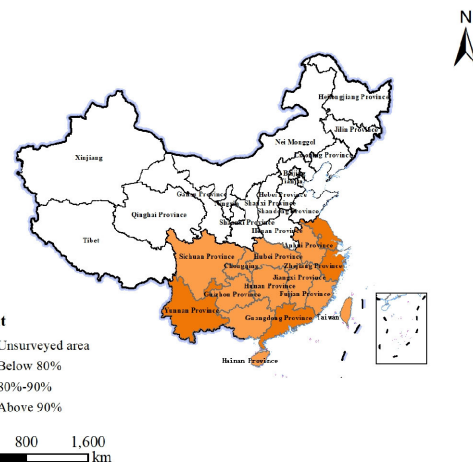 N
Heilongjiang Province
Jilin Province
Nei Monggol
Liaoning Province
Xinjiang
Beijing
Tianjin
Gansu Province
Hebei Province
Ningxia
Shanxi Province
Qinghai Province
Shandong Province
Shaanxi Province
Henan Province
Tibet
Anhui Province
Sichuan Province
Hubei Province
Chongqing
Zhejiang Province
Jiangxi Province
Hunan Province
Guizhou Province
Fujian Province
Yunnan Province
Guangdong Province
Taiwan
Hainan Province
t
Unsurveyed area
Below 80%
80%-90%
Above 90%
800 1,600
km